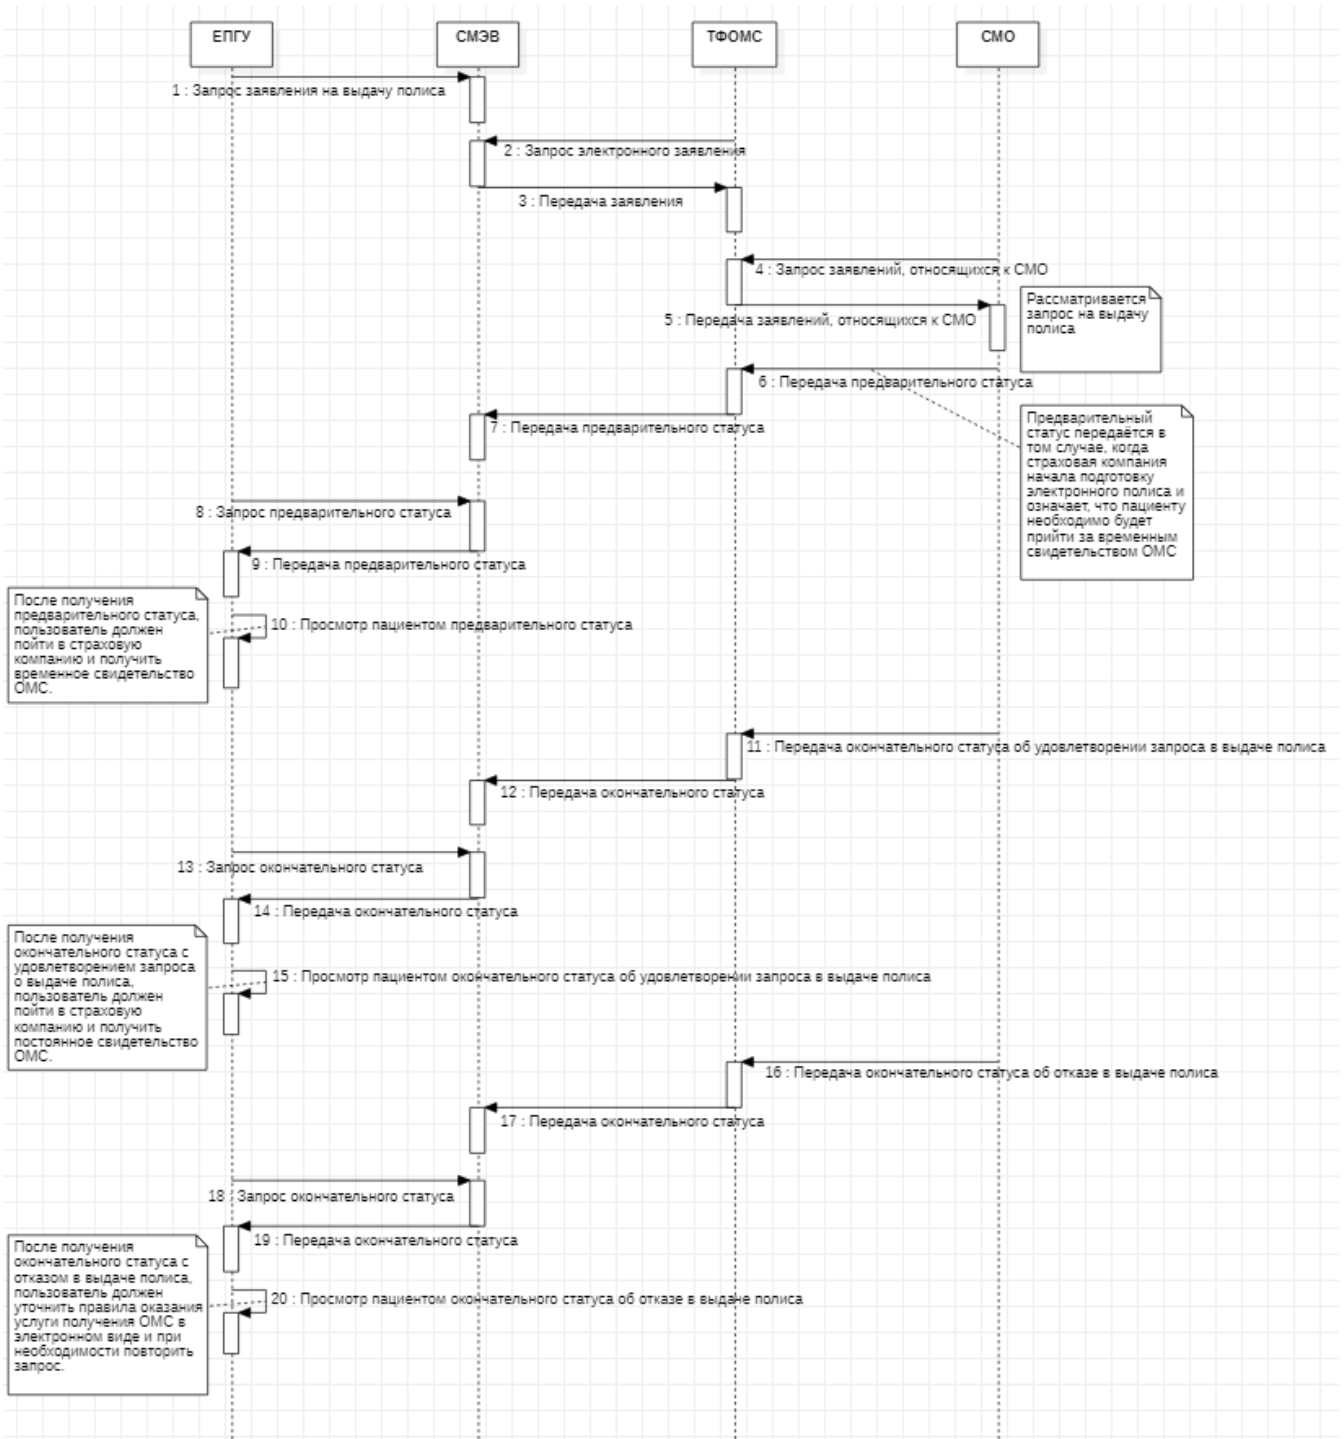 ЕПГУ
СМЭВ
ТФОМС
СМО
1 : Запрос заявления на выдачу полиса
2 : Запрос электронного заявления
3 : Передача заявления
4 : Запрос заявлений, относящихся к СМО
5 : Передача заявлений, относящихся к СМО
Рассматривается
запрос на выдачу
полиса
6 : Передача предварительного статуса
7 : Передача предварительного статуса
Предварительный
статус передаётся в
том случае, когда
страховая компания
начала подготовку
электронного полиса и
означает, что пациенту
необходимо будет
прийти за временным
свидетельством ОМС
8 : Запрос предварительного статуса
9 : Передача предварительного статуса
После получения
предварительного статуса,
пользователь должен
пойти в страховую
компанию и получить
временное свидетельство
ОМС.
10 : Просмотр пациентом предварительного статуса
11 : Передача окончательного статуса об удовлетворении запроса в выдаче полиса
12 : Передача окончательного статуса
13 : Запрос окончательного статуса
14 : Передача окончательного статуса
После получения
окончательного статуса с
удовлетворением запроса
о выдаче полиса,
пользователь должен
пойти в страховую
компанию и получить
постоянное свидетельство
ОМС.
15 : Просмотр пациентом окончательного статуса об удовлетворении запроса в выдаче полиса
16 : Передача окончательного статуса об отказе в выдаче полиса
17 : Передача окончательного статуса
18 : Запрос окончательного статуса
19 : Передача окончательного статуса
После получения
окончательного статуса с
отказом в выдаче полиса,
пользователь должен
уточнить правила оказания
услуги получения ОМС в
электронном виде и при
необходимости повторить
запрос.
20 : Просмотр пациентом окончательного статуса об отказе в выдаче полиса